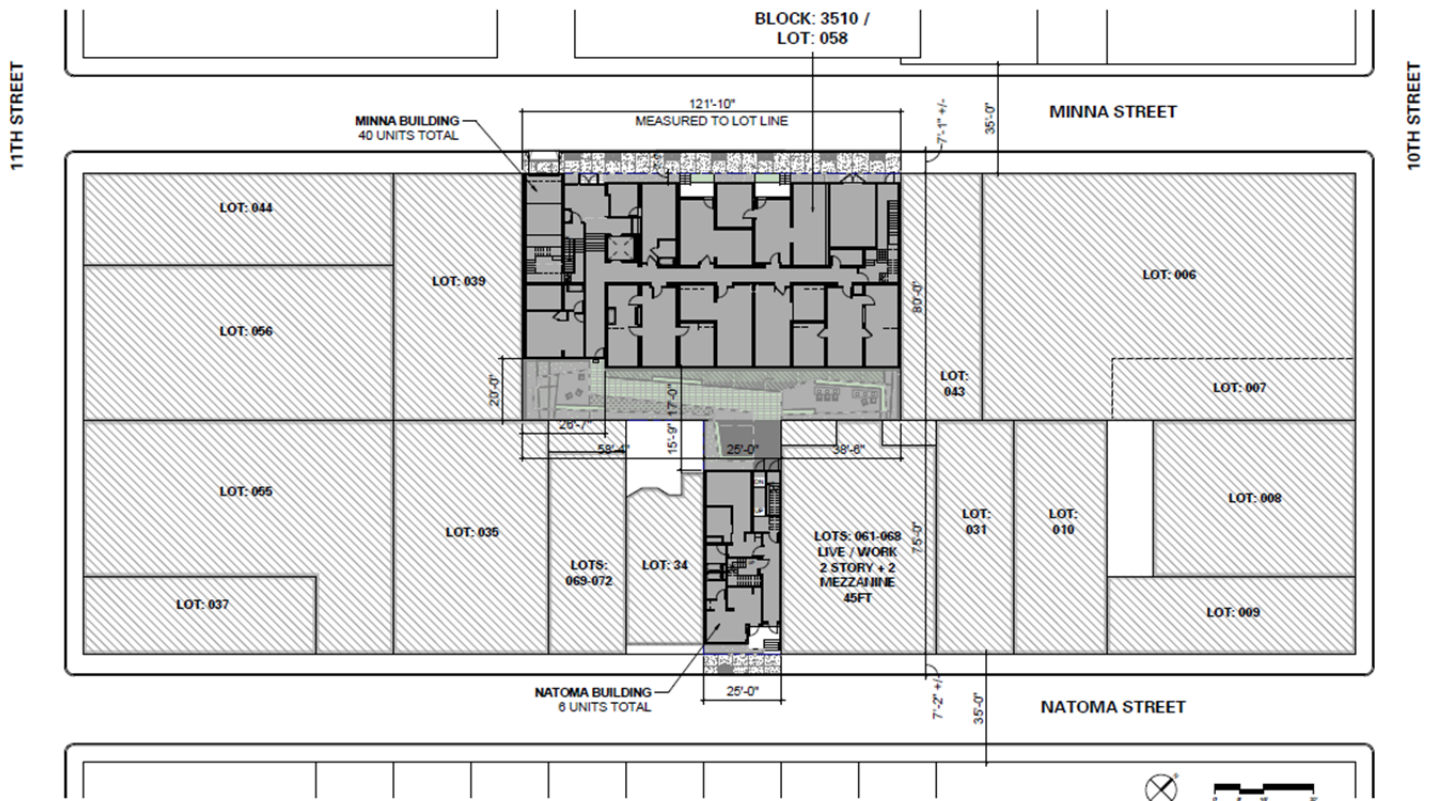 BLOCK: 3510 /
LOT: 058
11TH STREET
10TH STREET
121'-10"
MEASURED TO LOT LINE
MINNA BUILDING
40 UNITS TOTAL
7'-1" +/-
35'-0"
MINNA STREET
LOT: 044
LOT: 039
LOT: 056
LOT: 006
80'-0"
LOT:
043
LOT: 007
20'-0"
17'-0"
26'-7"
15'-9"
58'-4"
25'-0"
38'-6"
LOT: 055
LOT: 035
LOTS:
069-072
LOT: 34
LOTS: 061-068
LIVE / WORK
2 STORY + 2
MEZZANINE
45FT
75'-0"
LOT:
031
LOT:
010
LOT: 008
LOT: 037
LOT: 009
NATOMA BUILDING
6 UNITS TOTAL
25'-0"
7'-2" +/-
35'-0"
NATOMA STREET